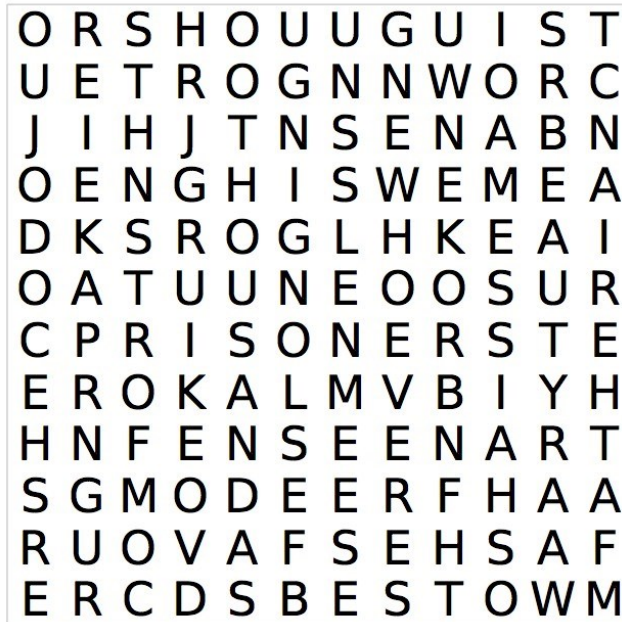 O R S H O U U G U I S T
U E T R O G N N W O R C
J I H J T N S E N A B N
O E N G H I S W E M E A
D K S R O G L H K E A I
O A T U U N E O O S U R
C P R I S O N E R S T E
E R O K A L M V B I Y H
H N F E N S E E N A R T
S G M O D E E R F H A A
R U O V A F S E H S A F
E R C D S B E S T O W M